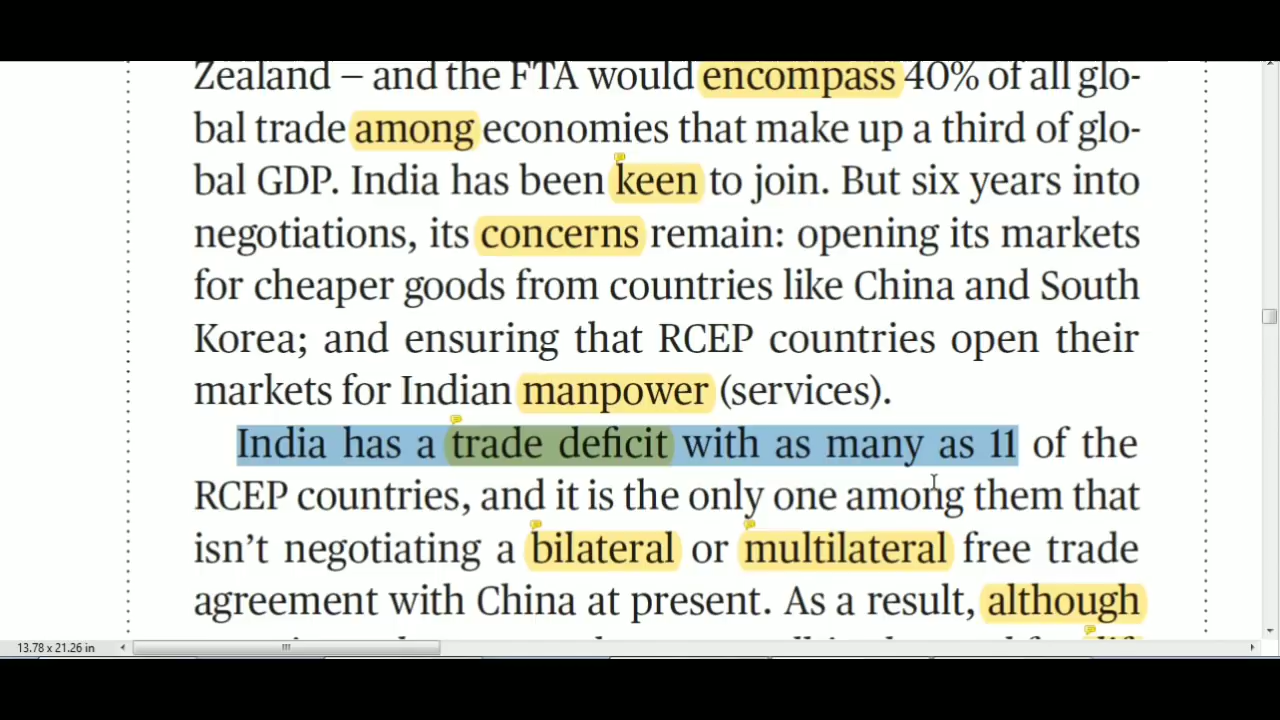 Zealand – and the FTA would encompass 40% of all glo-
bal trade among economies that make up a third of glo-
bal GDP. India has been keen to join. But six years into
negotiations, its concerns remain: opening its markets
for cheaper goods from countries like China and South
Korea; and ensuring that RCEP countries open their
markets for Indian manpower (services).
India has a trade deficit with as many as 11 of the
RCEP countries, and it is the only one among them that
isn't negotiating a bilateral or multilateral free trade
agreement with China at present. As a result, although
13.78 x 21.26 in